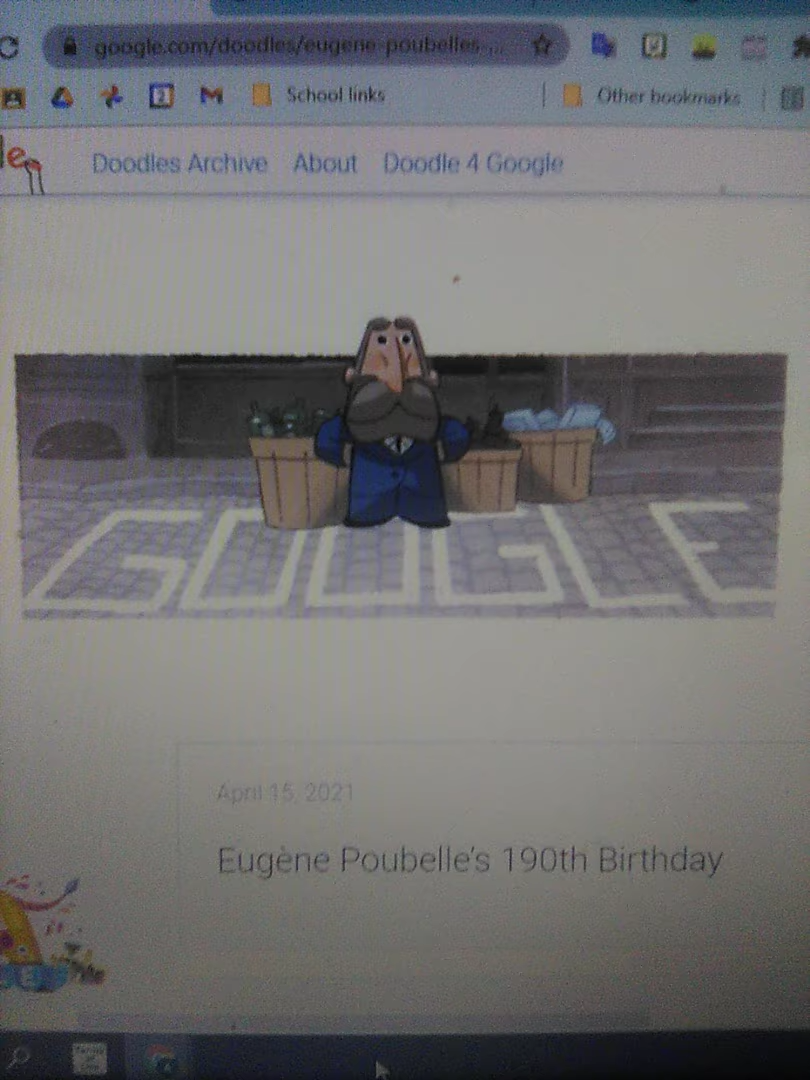 google.com/doodles/eugene-poubelles-...
School links
Other bookmarks
Doodles Archive About Doodle 4 Google
GOOGLE
April 15, 2021
Eugène Poubelle's 190th Birthday